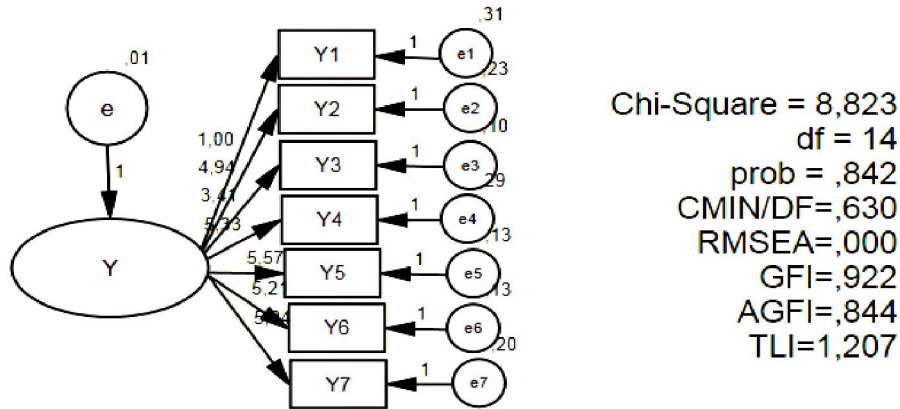 ,01
e
1
Y
1,00
4,94
3,41
5,33
5,57
5,21
Y1
1
e1
,31
Y2
1
e2
,23
Y3
1
e3
,10
Y4
1
e4
,29
Y5
1
e5
,13
Y6
1
e6
,13
Y7
1
e7
,20
Chi-Square = 8,823
df = 14
prob = ,842
CMIN/DF=,630
RMSEA=,000
GFI=,922
AGFI=,844
TLI=1,207